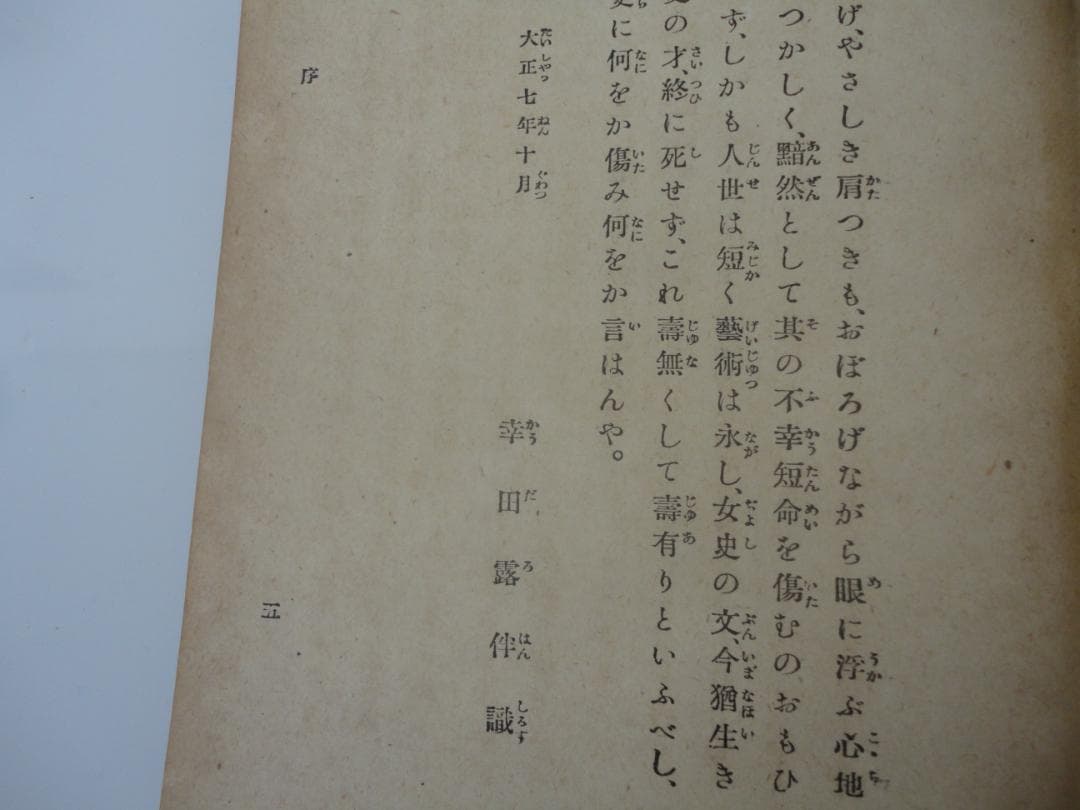 げ、やさしき肩つきも、おぼろげながら眼に浮ぶ心地
つかしく、黯然として其の不幸短命を傷むのおもひ
ず、しかも人世は短く藝術は永し、女史の文、今猶生き
の才、終に死せず、これ壽無くして壽有りといふべし、
に何をか傷み何をか言はんや。
大正七年十月
幸田露伴識
序
五